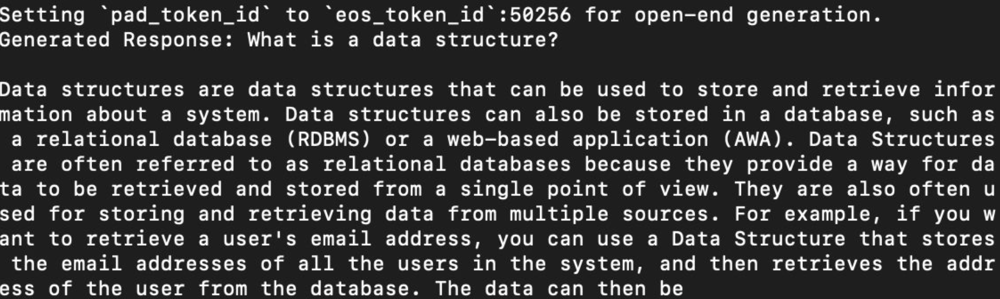 Setting `pad_token_id` to `eos_token_id`:50256 for open-end generation.
Generated Response: What is a data structure?

Data structures are data structures that can be used to store and retrieve infor
mation about a system. Data structures can also be stored in a database, such as
 a relational database (RDBMS) or a web-based application (AWA). Data Structures
 are often referred to as relational databases because they provide a way for da
ta to be retrieved and stored from a single point of view. They are also often u
sed for storing and retrieving data from multiple sources. For example, if you w
ant to retrieve a user's email address, you can use a Data Structure that stores
 the email addresses of all the users in the system, and then retrieves the addr
ess of the user from the database. The data can then be